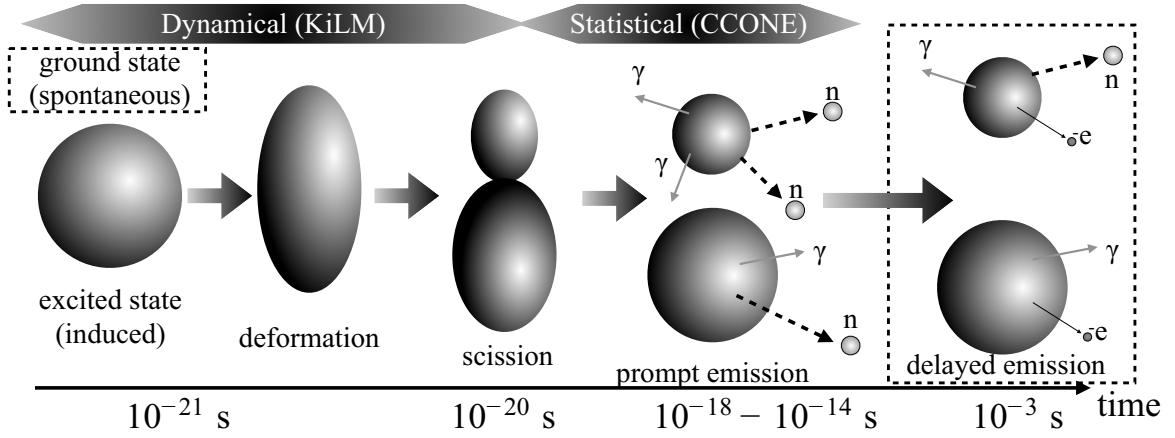 Dynamical (KiLM)
Statistical (CCONE)
ground state
(spontaneous)
excited state
(induced)
deformation
scission
γ
n
γ
n
γ
n
prompt emission
γ
n
-e
γ
-e
delayed emission
time
10⁻²¹ s
10⁻²⁰ s
10⁻¹⁸ – 10⁻¹⁴ s
10⁻³ s